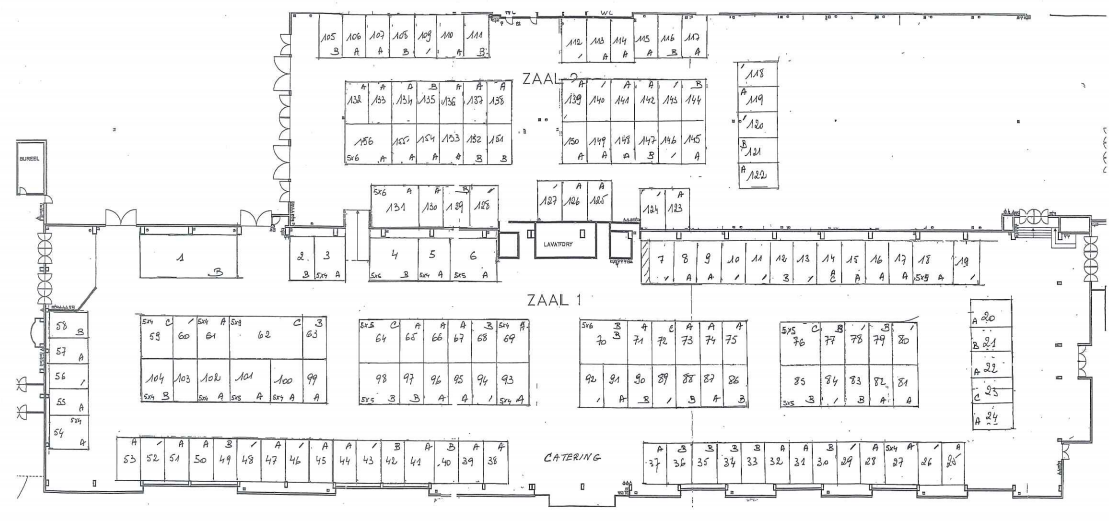 WC WC
105 106 107 108 109 110 111
B A A B / A B
112 113 114 115 116 117
/ A A A B A
ZAAL 2
118
A 119
/ 120
B 121
A 122
A A A B A A A
132 133 134 135 136 137 138
156 155 154 153 152 151
5x6 A A A A B B
A / A A / B
139 140 141 142 143 144
150 149 148 147 146 145
A A A B / A
BUREEL
5x6 A A B /
131 130 129 128
/ A A
127 126 125
/ A
124 123
LAVATORY
1
B
2 3
B 5x4 A
4 5 6
5x6 B 5x4 A 5x5 A
7 8 9 10 11 12 13 14 15 16 17 18 19
/ A A / / B / C A A A 5x9 A /
ZAAL 1
58 B
57 A
56 /
55 A
5x4
54 A
5x4 C / 5x4 A 5x9 C B
59 60 61 62 63
104 103 102 101 100 99
5x4 B 5x4 A 5x5 A 5x4 A A
5x5 C A A A B 5x4 A
64 65 66 67 68 69
98 97 96 95 94 93
5x5 B B A A / 5x4 A
5x6 B A C A A A
B
70 71 72 73 74 75
92 91 90 89 88 87 86
/ A B / A A B
5x5 C B / B /
76 77 78 79 80
85 84 83 82 81
5x5 B B A A
A 20
B 21
A 22
C 23
A 24
A / A A B / A / A A / B A B A A
53 52 51 50 49 48 47 46 45 44 43 42 41 40 39 38
CATERING
A B B B B A A B / A 5x4 A / A
37 36 35 34 33 32 31 30 29 28 27 26 25